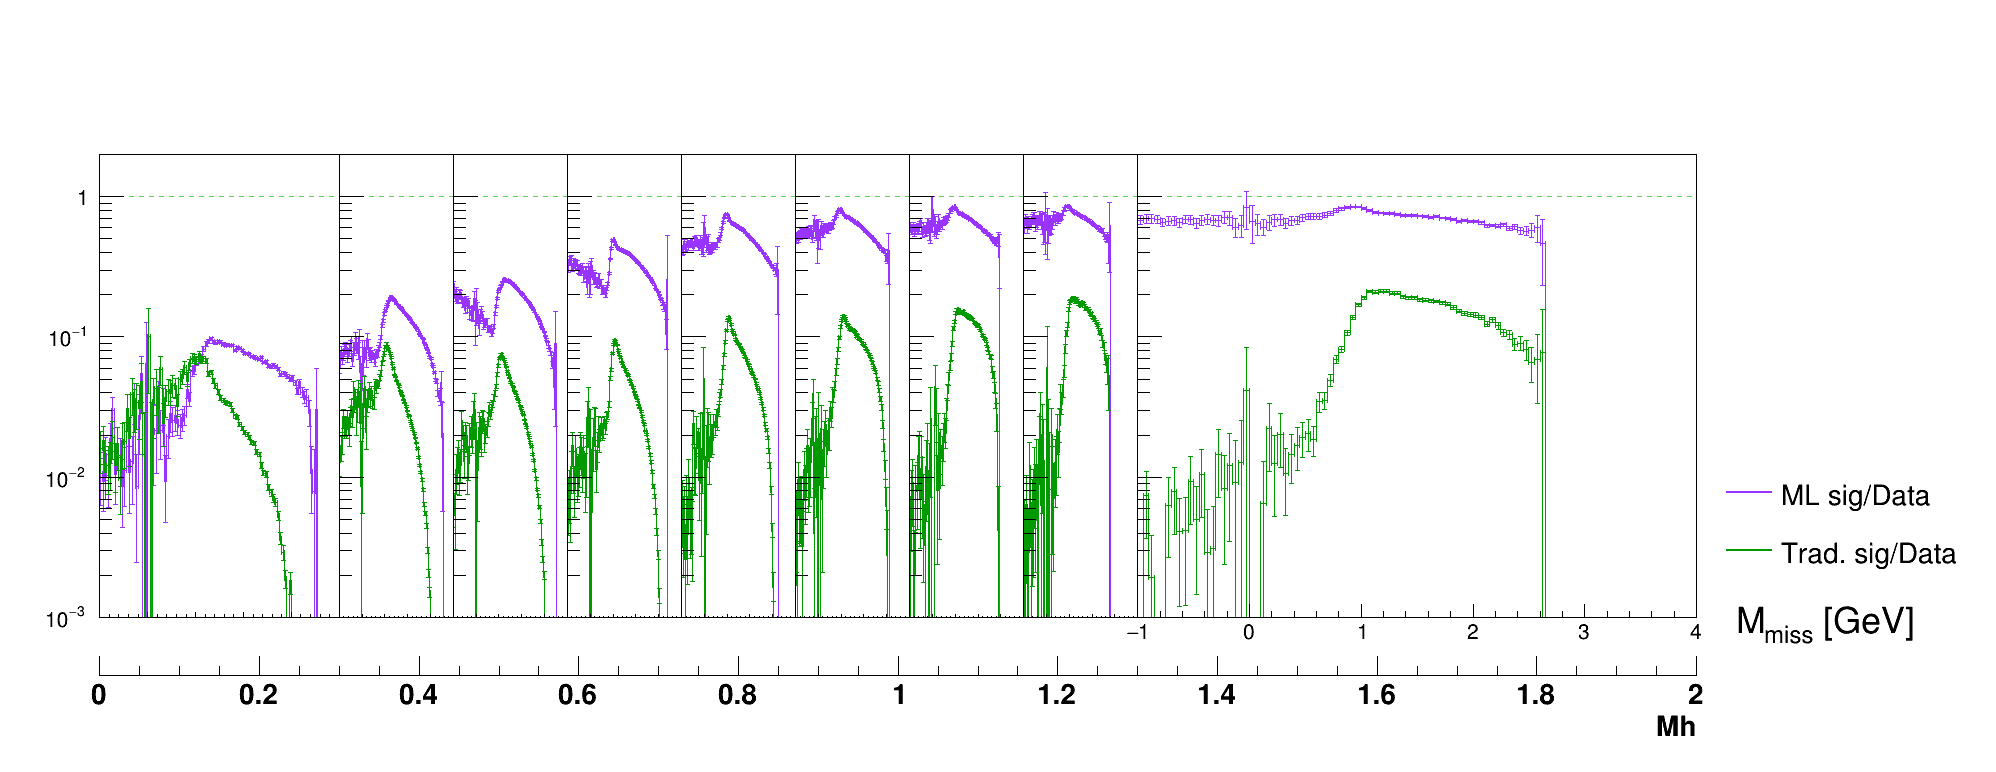 1
10⁻¹
10⁻²
10⁻³
ML sig/Data
Trad. sig/Data
−1 0 1 2 3 4
M_miss [GeV]
0 0.2 0.4 0.6 0.8 1 1.2 1.4 1.6 1.8 2
Mh